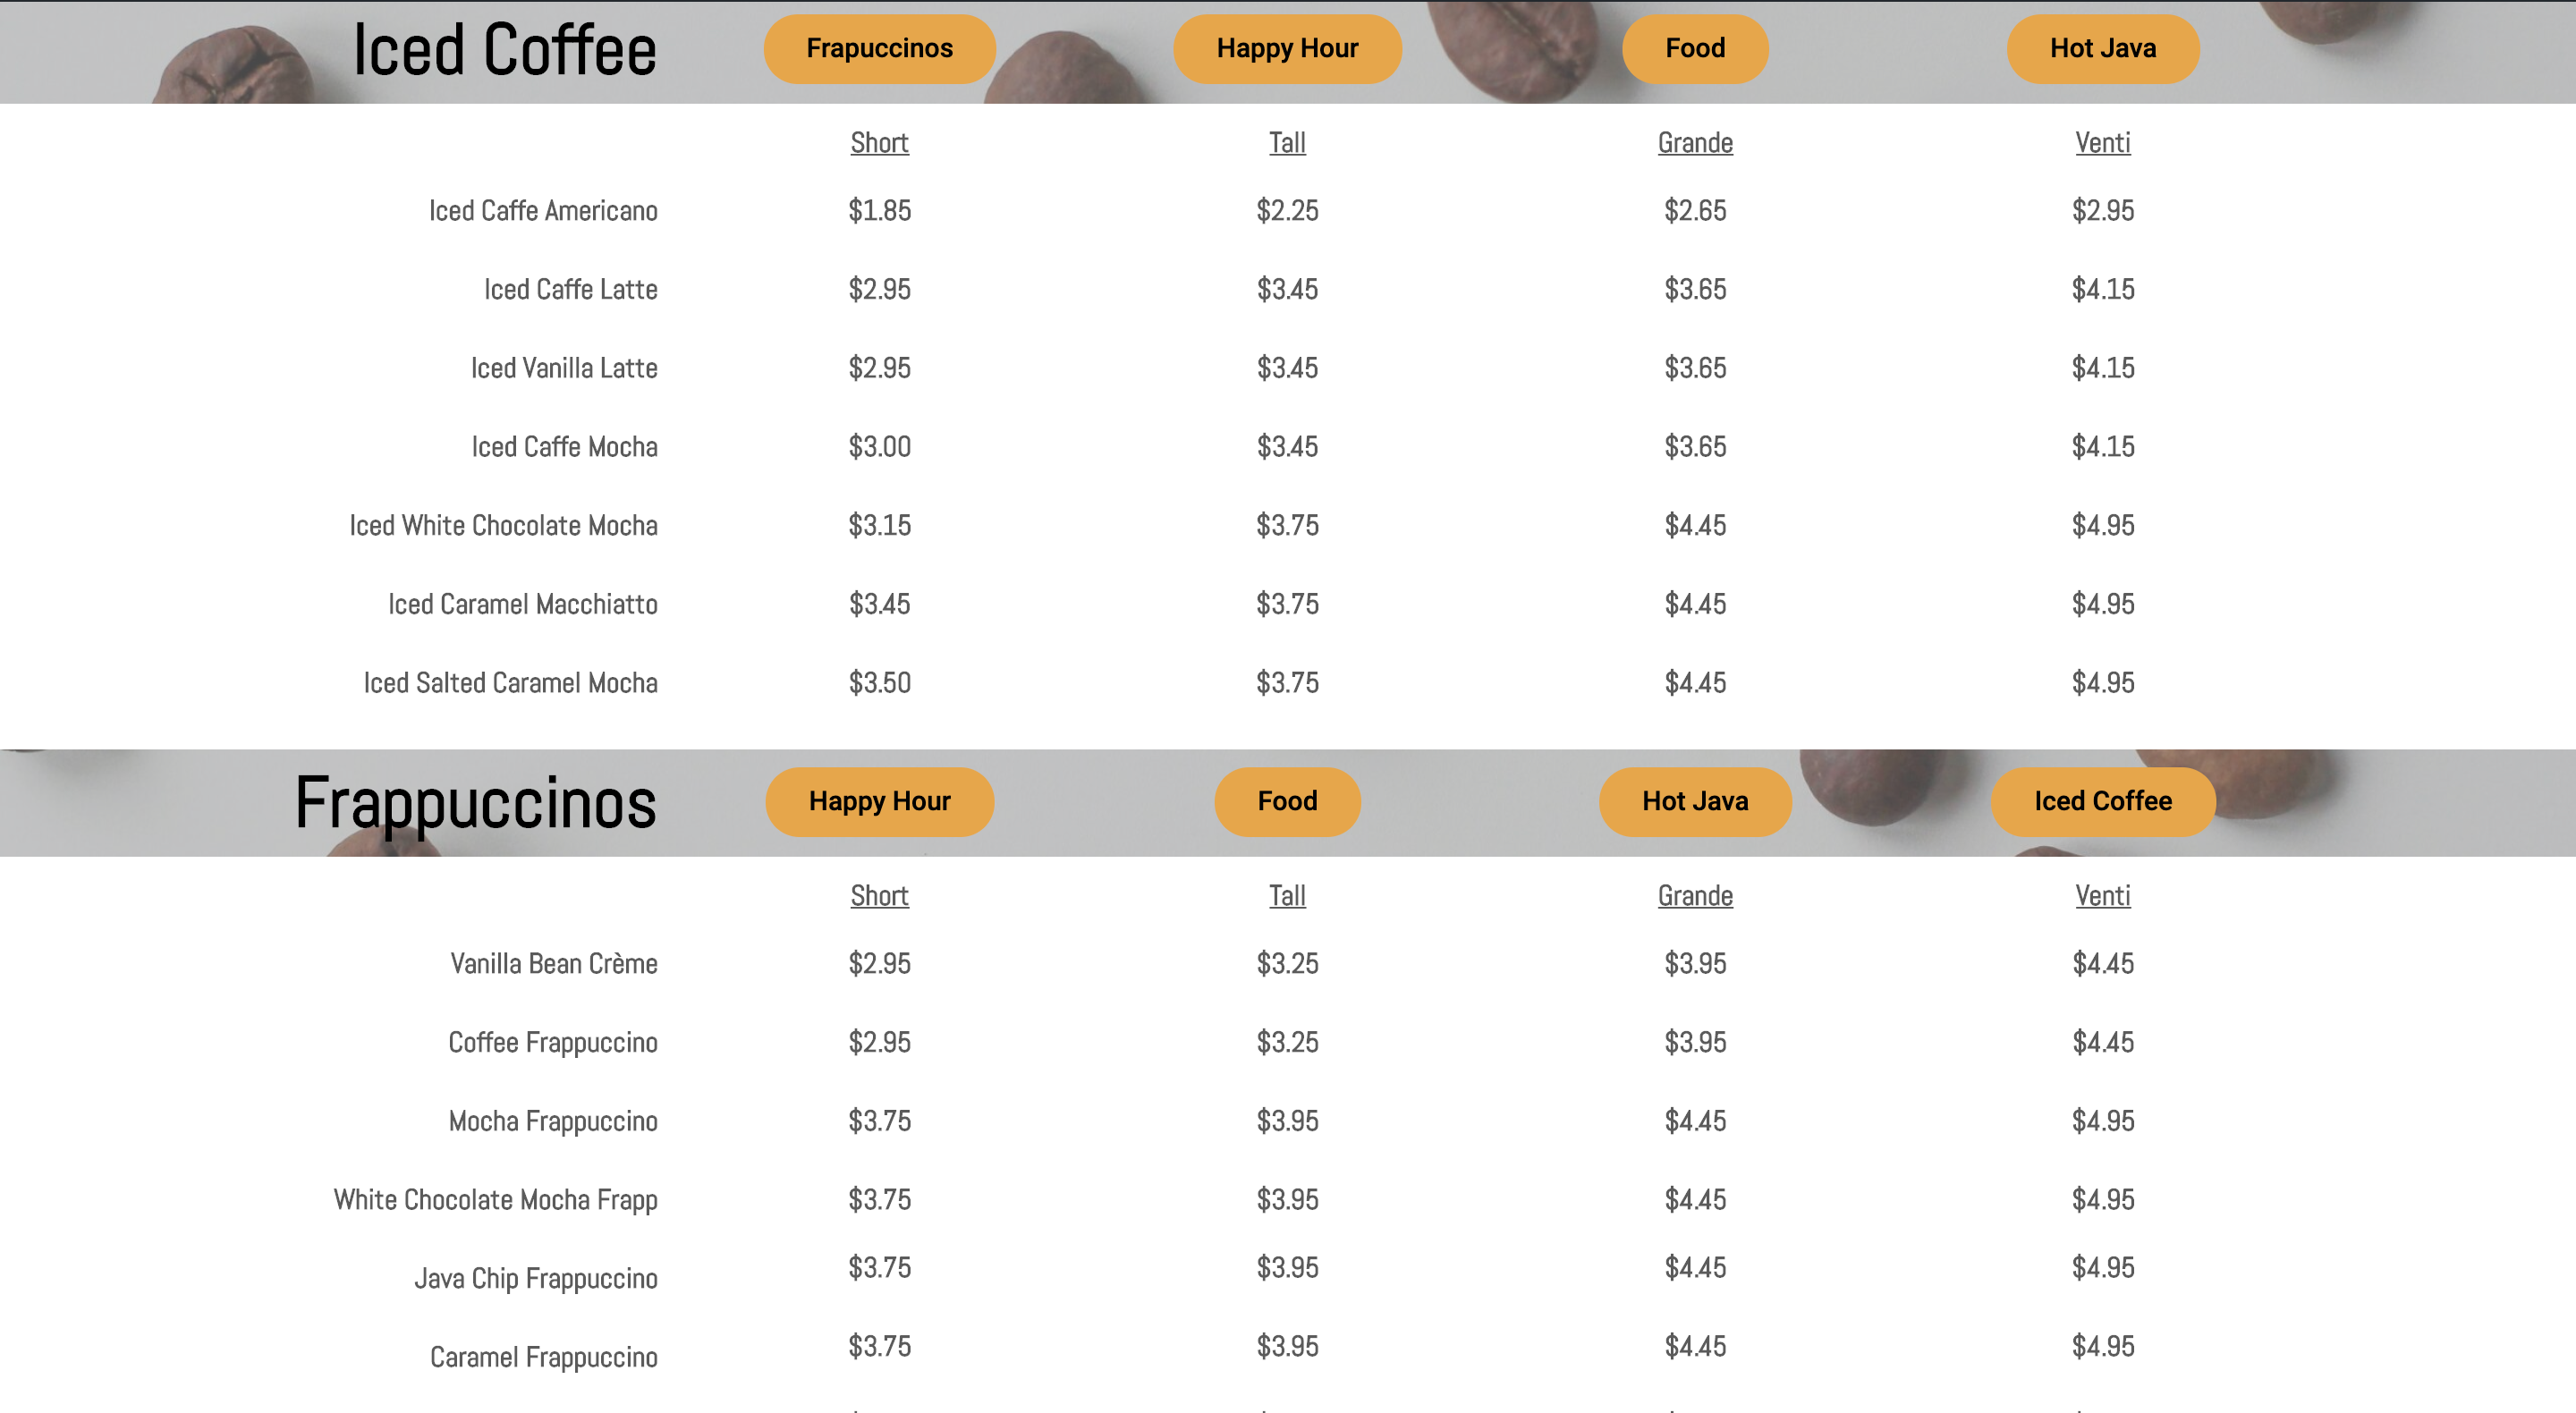 Iced Coffee Frapuccinos Happy Hour Food Hot Java
Short Tall Grande Venti
Iced Caffe Americano $1.85 $2.25 $2.65 $2.95
Iced Caffe Latte $2.95 $3.45 $3.65 $4.15
Iced Vanilla Latte $2.95 $3.45 $3.65 $4.15
Iced Caffe Mocha $3.00 $3.45 $3.65 $4.15
Iced White Chocolate Mocha $3.15 $3.75 $4.45 $4.95
Iced Caramel Macchiatto $3.45 $3.75 $4.45 $4.95
Iced Salted Caramel Mocha $3.50 $3.75 $4.45 $4.95
Frappuccinos Happy Hour Food Hot Java Iced Coffee
Short Tall Grande Venti
Vanilla Bean Crème $2.95 $3.25 $3.95 $4.45
Coffee Frappuccino $2.95 $3.25 $3.95 $4.45
Mocha Frappuccino $3.75 $3.95 $4.45 $4.95
White Chocolate Mocha Frapp $3.75 $3.95 $4.45 $4.95
Java Chip Frappuccino $3.75 $3.95 $4.45 $4.95
Caramel Frappuccino $3.75 $3.95 $4.45 $4.95